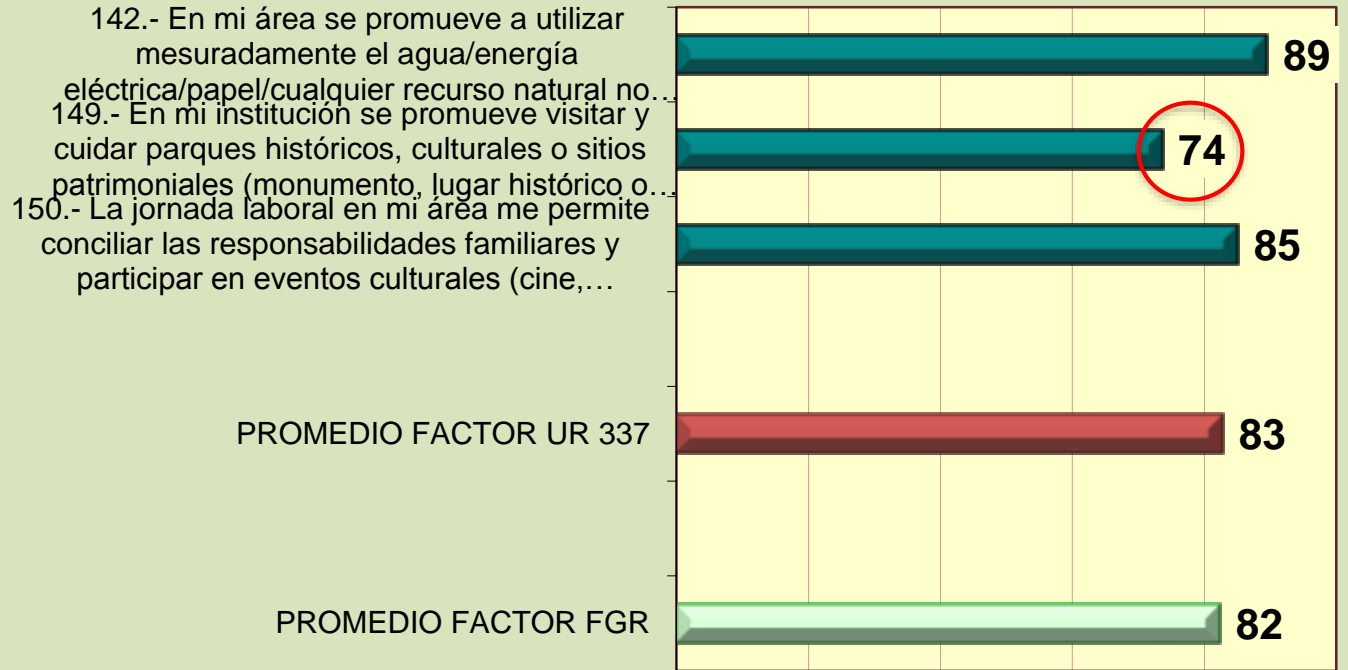 142.- En mi área se promueve a utilizar
mesuradamente el agua/energía
eléctrica/papel/cualquier recurso natural no…
89
149.- En mi institución se promueve visitar y
cuidar parques históricos, culturales o sitios
patrimoniales (monumento, lugar histórico o…
74
150.- La jornada laboral en mi área me permite
conciliar las responsabilidades familiares y
participar en eventos culturales (cine,…
85
PROMEDIO FACTOR UR 337
83
PROMEDIO FACTOR FGR
82